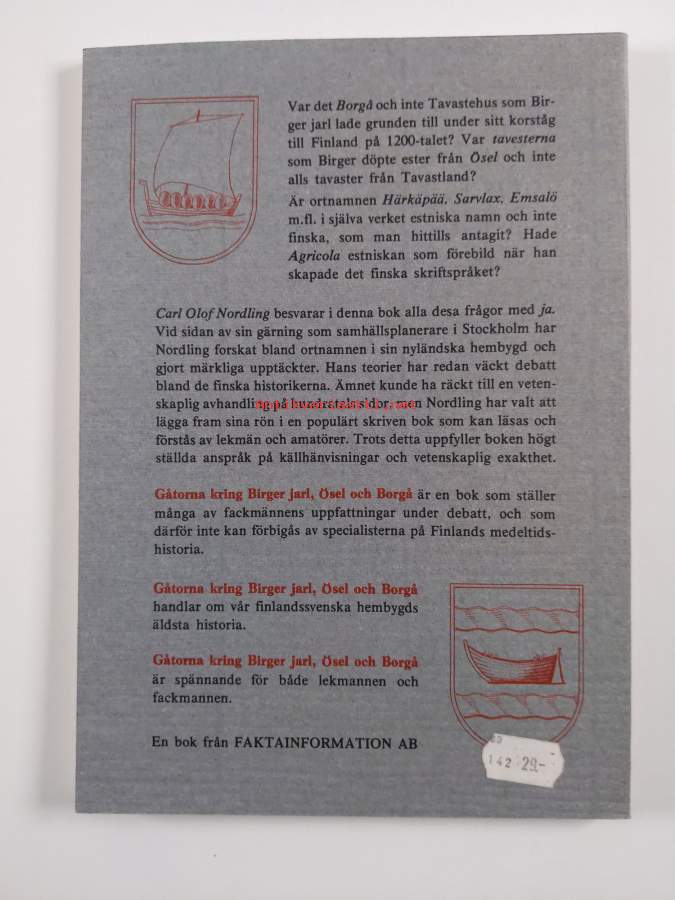 Var det Borgå och inte Tavastehus som Bir-
ger jarl lade grunden till under sitt korståg
till Finland på 1200-talet? Var tavesterna
som Birger döpte ester från Ösel och inte
alls tavaster från Tavastland?
Är ortnamnen Härkäpää, Sarvlax, Emsalö
m.fl. i själva verket estniska namn och inte
finska, som man hittills antagit? Hade
Agricola estniskan som förebild när han
skapade det finska skriftspråket?
Carl Olof Nordling besvarar i denna bok alla desa frågor med ja.
Vid sidan av sin gärning som samhällsplanerare i Stockholm har
Nordling forskat bland ortnamnen i sin nyländska hembygd och
gjort märkliga upptäckter. Hans teorier har redan väckt debatt
bland de finska historikerna. Ämnet kunde ha räckt till en veten-
skaplig avhandling på hundratals sidor, men Nordling har valt att
lägga fram sina rön i en populärt skriven bok som kan läsas och
förstås av lekmän och amatörer. Trots detta uppfyller boken högt
ställda anspråk på källhänvisningar och vetenskaplig exakthet.
Gåtorna kring Birger jarl, Ösel och Borgå är en bok som ställer
många av fackmännens uppfattningar under debatt, och som
därför inte kan förbigås av specialisterna på Finlands medeltids-
historia.
Gåtorna kring Birger jarl, Ösel och Borgå
handlar om vår finlandssvenska hembygds
äldsta historia.
Gåtorna kring Birger jarl, Ösel och Borgå
är spännande för både lekmannen och
fackmannen.
En bok från FAKTAINFORMATION AB
142 29:-